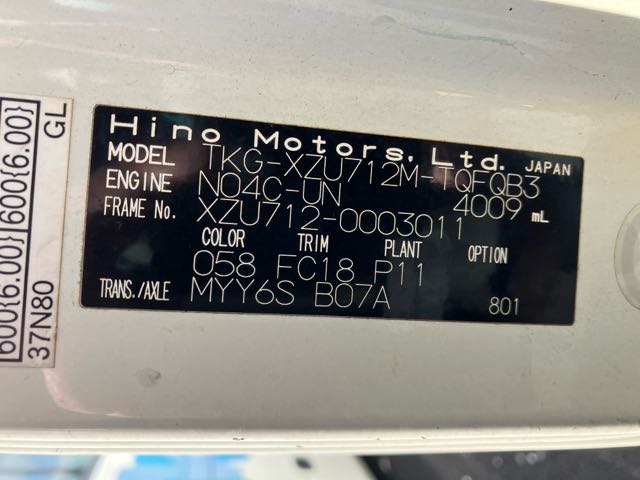 Hino Motors, Ltd. JAPAN
MODEL TKG-XZU712M-TQFQB3
ENGINE N04C-UN 4009 mL
FRAME No. XZU712-0003011
COLOR TRIM PLANT OPTION
058 FC18 P11
TRANS./AXLE MYY6S B07A 801
600{6.00}600{6.00}
37N80 GL